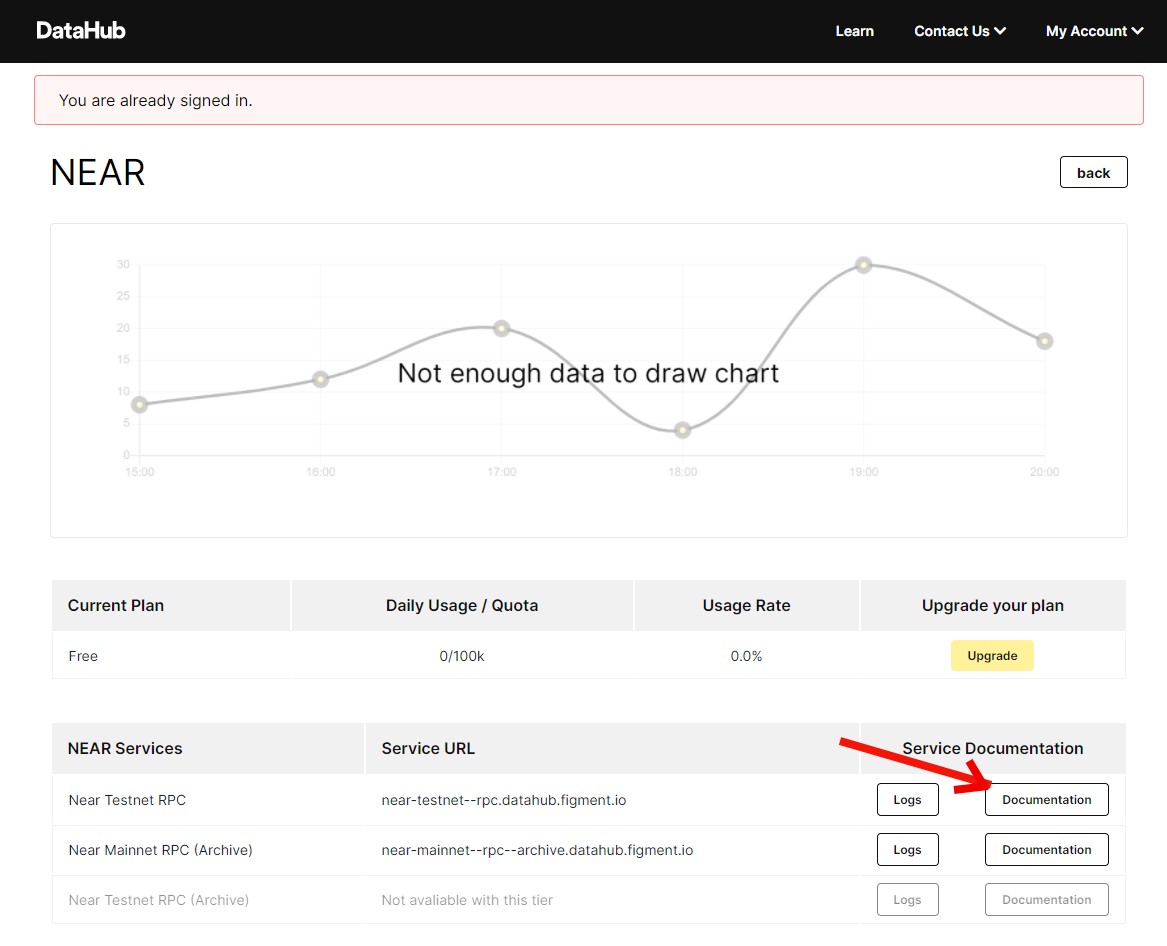 DataHub
Learn Contact Us My Account
You are already signed in.
NEAR
back
30
25
20
15
10
5
0
Not enough data to draw chart
15:00 16:00 17:00 18:00 19:00 20:00
Current Plan Daily Usage / Quota Usage Rate Upgrade your plan
Free 0/100k 0.0% Upgrade
NEAR Services Service URL Service Documentation
Near Testnet RPC near-testnet--rpc.datahub.figment.io Logs Documentation
Near Mainnet RPC (Archive) near-mainnet--rpc--archive.datahub.figment.io Logs Documentation
Near Testnet RPC (Archive) Not avaliable with this tier Logs Documentation